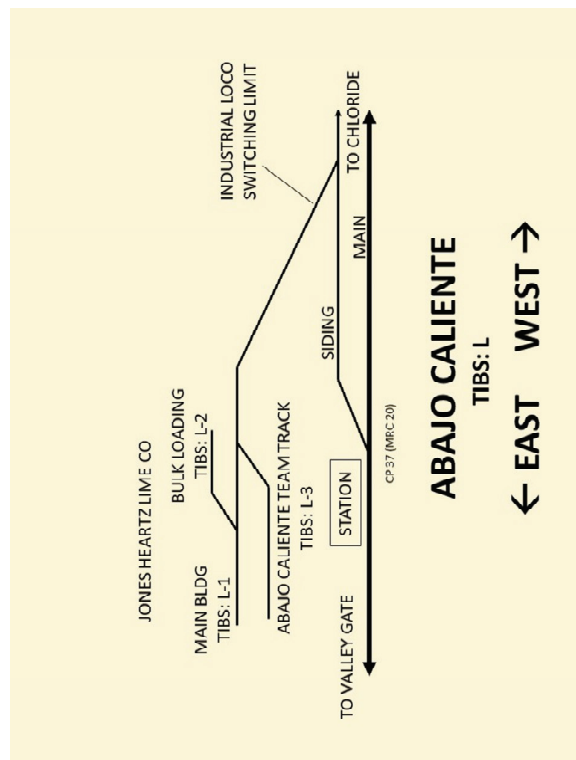 JONES HEARTZ LIME CO
MAIN BLDG
TIBS: L-1
BULK LOADING
TIBS: L-2
INDUSTRIAL LOCO
SWITCHING LIMIT
ABAJO CALIENTE TEAM TRACK
TIBS: L-3
SIDING
TO VALLEY GATE
STATION
MAIN
TO CHLORIDE
CP 37 (MRC 20)
ABAJO CALIENTE
TIBS: L
← EAST WEST →